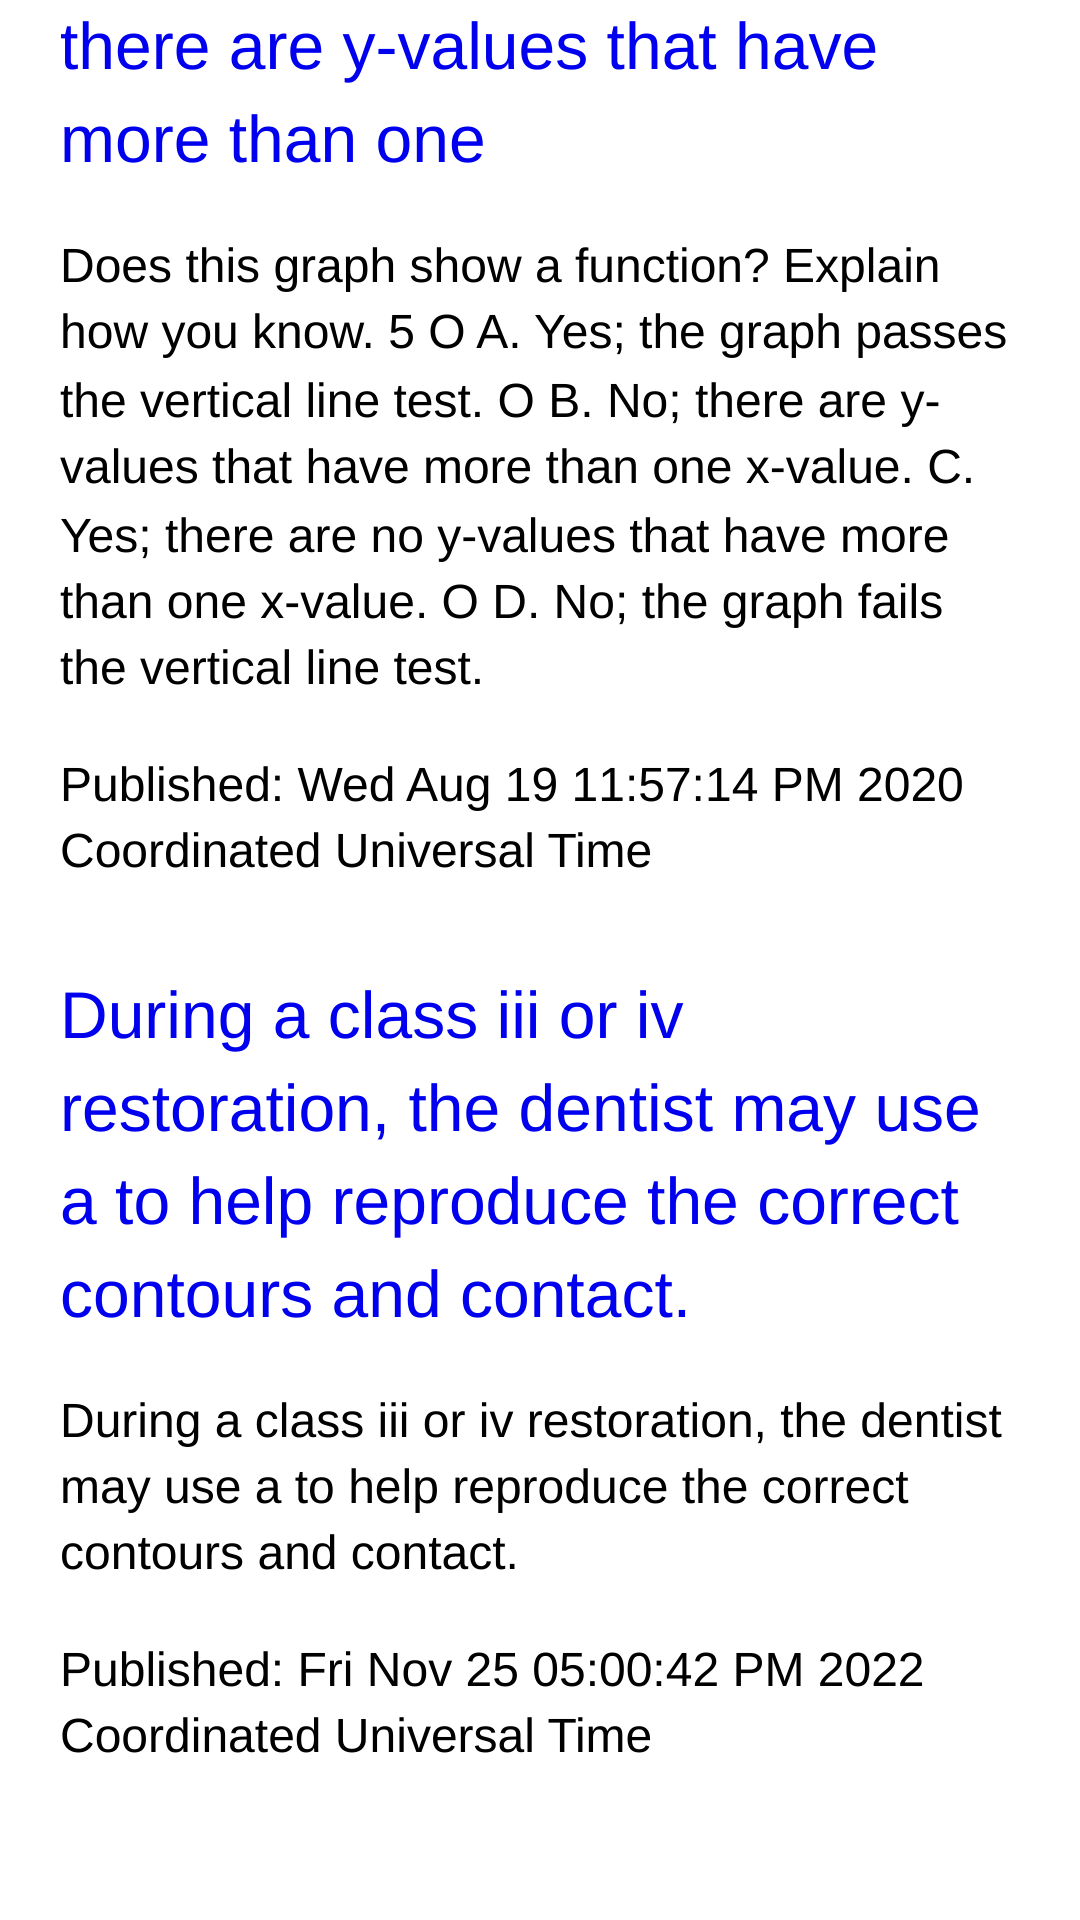 there are y-values that have
more than one
Does this graph show a function? Explain
how you know. 5 O A. Yes; the graph passes
the vertical line test. O B. No; there are y-
values that have more than one x-value. C.
Yes; there are no y-values that have more
than one x-value. O D. No; the graph fails
the vertical line test.
Published: Wed Aug 19 11:57:14 PM 2020
Coordinated Universal Time
During a class iii or iv
restoration, the dentist may use
a to help reproduce the correct
contours and contact.
During a class iii or iv restoration, the dentist
may use a to help reproduce the correct
contours and contact.
Published: Fri Nov 25 05:00:42 PM 2022
Coordinated Universal Time